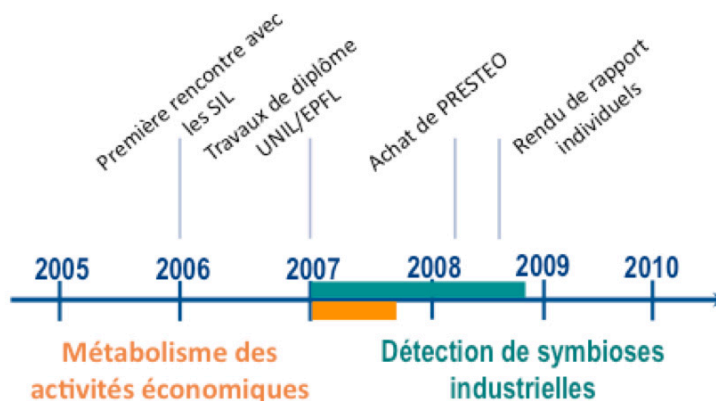 Première rencontre avec
les SIL
Travaux de diplôme
UNIL/EPFL
Achat de PRESTEO
Rendu de rapport
individuels
2005
2006
2007
2008
2009
2010
Métabolisme des
activités économiques
Détection de symbioses
industrielles